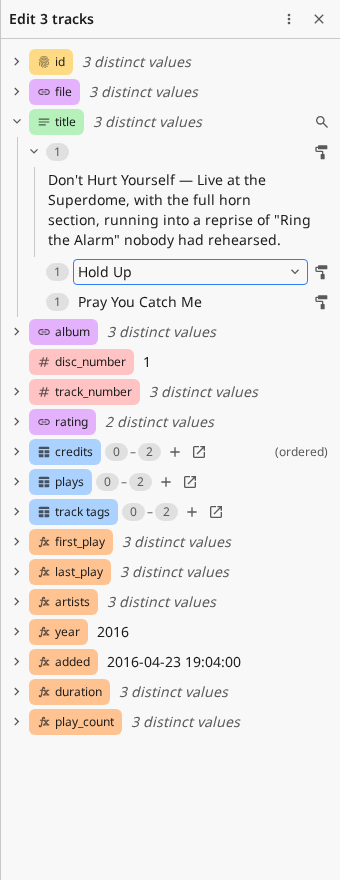 Edit 3 tracks
id 3 distinct values
file 3 distinct values
title 3 distinct values
1
Don't Hurt Yourself — Live at the
Superdome, with the full horn
section, running into a reprise of "Ring
the Alarm" nobody had rehearsed.
1 Hold Up
1 Pray You Catch Me
album 3 distinct values
# disc_number 1
# track_number 3 distinct values
rating 2 distinct values
credits 0 – 2 + (ordered)
plays 0 – 2 +
track tags 0 – 2 +
first_play 3 distinct values
last_play 3 distinct values
artists 3 distinct values
year 2016
added 2016-04-23 19:04:00
duration 3 distinct values
play_count 3 distinct values